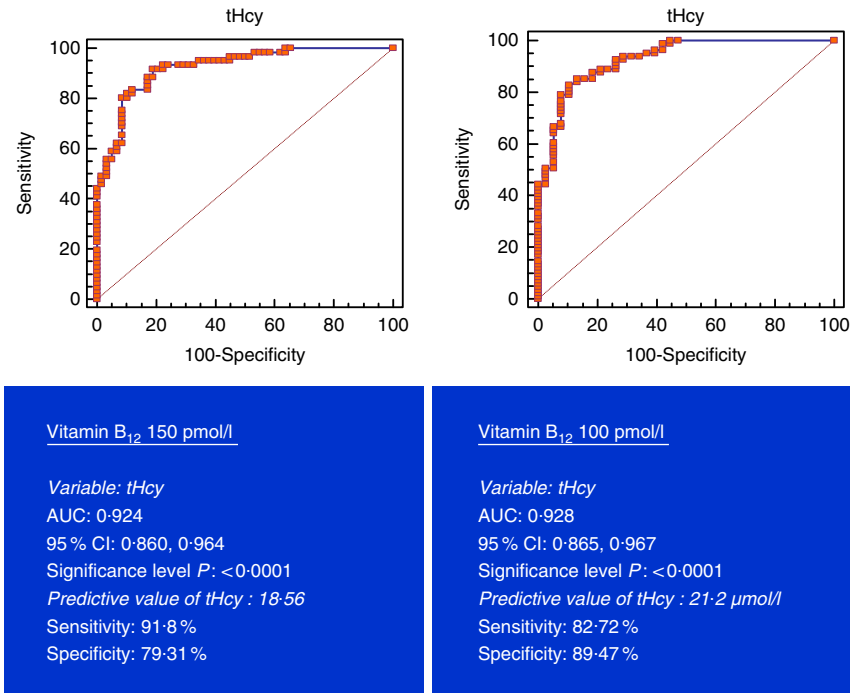 tHcy
100
80
60
40
20
0
Sensitivity
0 20 40 60 80 100
100-Specificity
tHcy
100
80
60
40
20
0
Sensitivity
0 20 40 60 80 100
100-Specificity
Vitamin B₁₂ 150 pmol/l
Variable: tHcy
AUC: 0·924
95 % CI: 0·860, 0·964
Significance level P: <0·0001
Predictive value of tHcy : 18·56
Sensitivity: 91·8 %
Specificity: 79·31 %
Vitamin B₁₂ 100 pmol/l
Variable: tHcy
AUC: 0·928
95 % CI: 0·865, 0·967
Significance level P: <0·0001
Predictive value of tHcy : 21·2 µmol/l
Sensitivity: 82·72 %
Specificity: 89·47 %